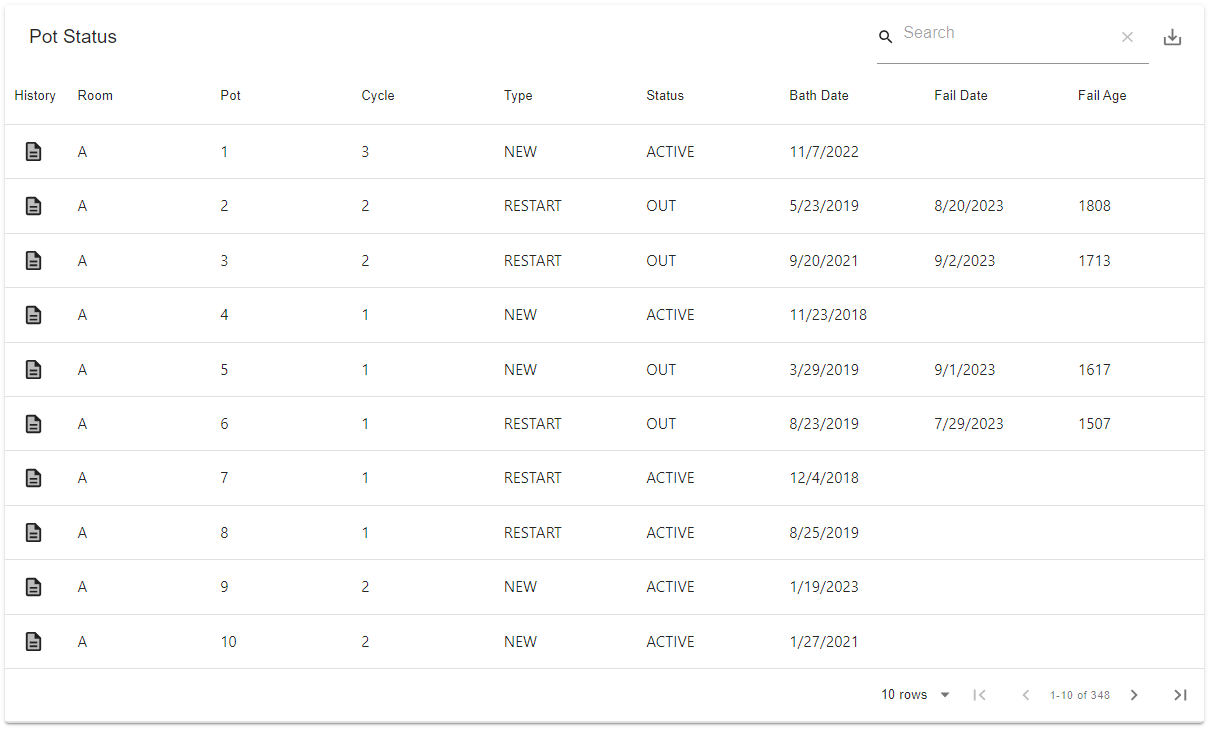 Pot Status Search
History Room Pot Cycle Type Status Bath Date Fail Date Fail Age
A 1 3 NEW ACTIVE 11/7/2022
A 2 2 RESTART OUT 5/23/2019 8/20/2023 1808
A 3 2 RESTART OUT 9/20/2021 9/2/2023 1713
A 4 1 NEW ACTIVE 11/23/2018
A 5 1 NEW OUT 3/29/2019 9/1/2023 1617
A 6 1 RESTART OUT 8/23/2019 7/29/2023 1507
A 7 1 RESTART ACTIVE 12/4/2018
A 8 1 RESTART ACTIVE 8/25/2019
A 9 2 NEW ACTIVE 1/19/2023
A 10 2 NEW ACTIVE 1/27/2021
10 rows 1-10 of 348